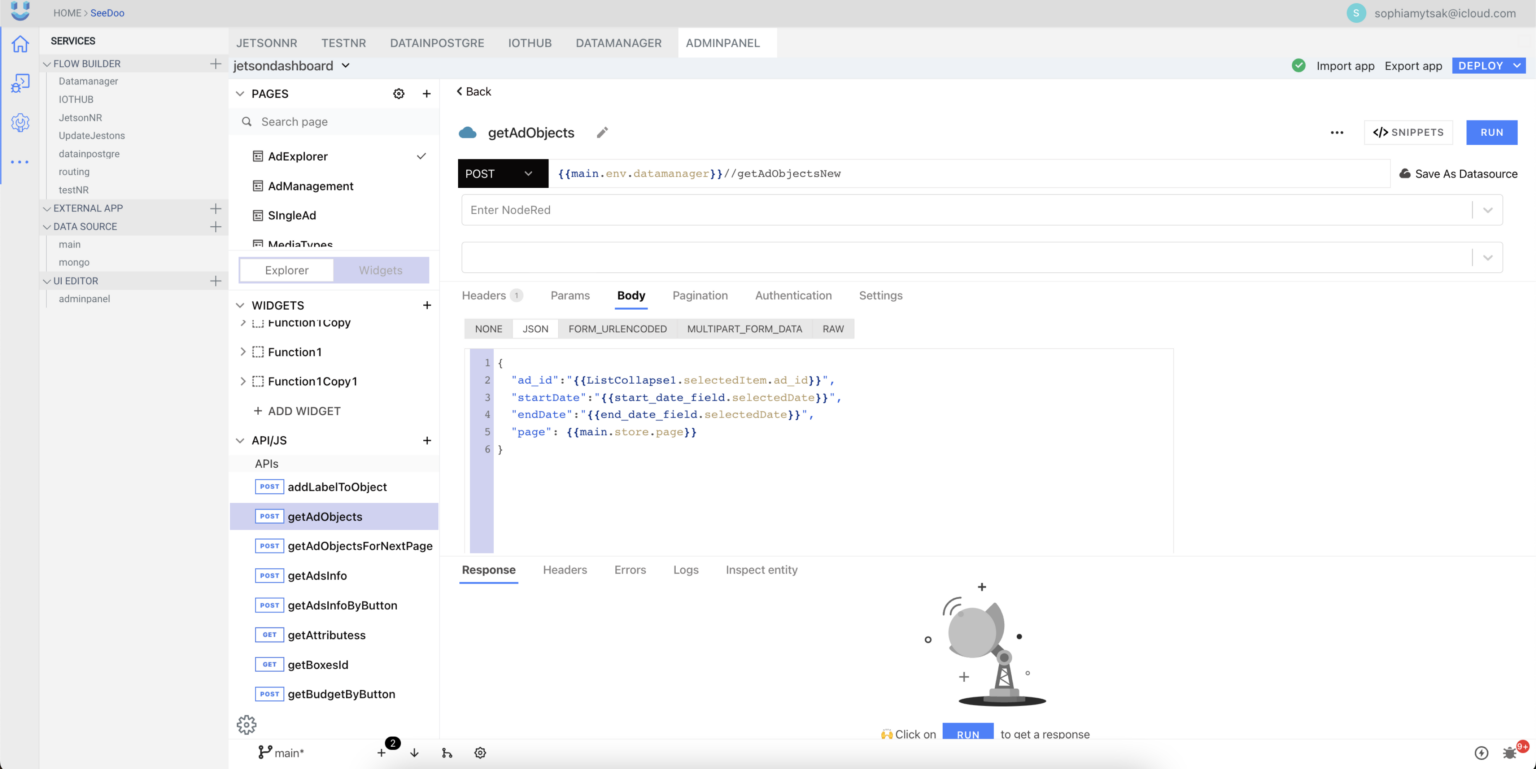 HOME > SeeDoo
S sophiamytsak@icloud.com
SERVICES
FLOW BUILDER
Datamanager
IOTHUB
JetsonNR
UpdateJestons
datainpostgre
routing
testNR
EXTERNAL APP
DATA SOURCE
main
mongo
UI EDITOR
adminpanel
JETSONNR TESTNR DATAINPOSTGRE IOTHUB DATAMANAGER ADMINPANEL
jetsondashboard
Import app Export app DEPLOY
PAGES
Search page
AdExplorer
AdManagement
SIngleAd
MediaTypes
Explorer Widgets
WIDGETS
Function1Copy
Function1
Function1Copy1
+ ADD WIDGET
API/JS
APIs
POST addLabelToObject
POST getAdObjects
POST getAdObjectsForNextPage
POST getAdsInfo
POST getAdsInfoByButton
GET getAttributess
GET getBoxesId
POST getBudgetByButton
main*
2
Back
getAdObjects
</> SNIPPETS RUN
POST {{main.env.datamanager}}//getAdObjectsNew
Save As Datasource
Enter NodeRed
Headers 1 Params Body Pagination Authentication Settings
NONE JSON FORM_URLENCODED MULTIPART_FORM_DATA RAW
1 {
2 "ad_id":"{{ListCollapse1.selectedItem.ad_id}}",
3 "startDate":"{{start_date_field.selectedDate}}",
4 "endDate":"{{end_date_field.selectedDate}}",
5 "page": {{main.store.page}}
6 }
Response Headers Errors Logs Inspect entity
🙌 Click on RUN to get a response
9+